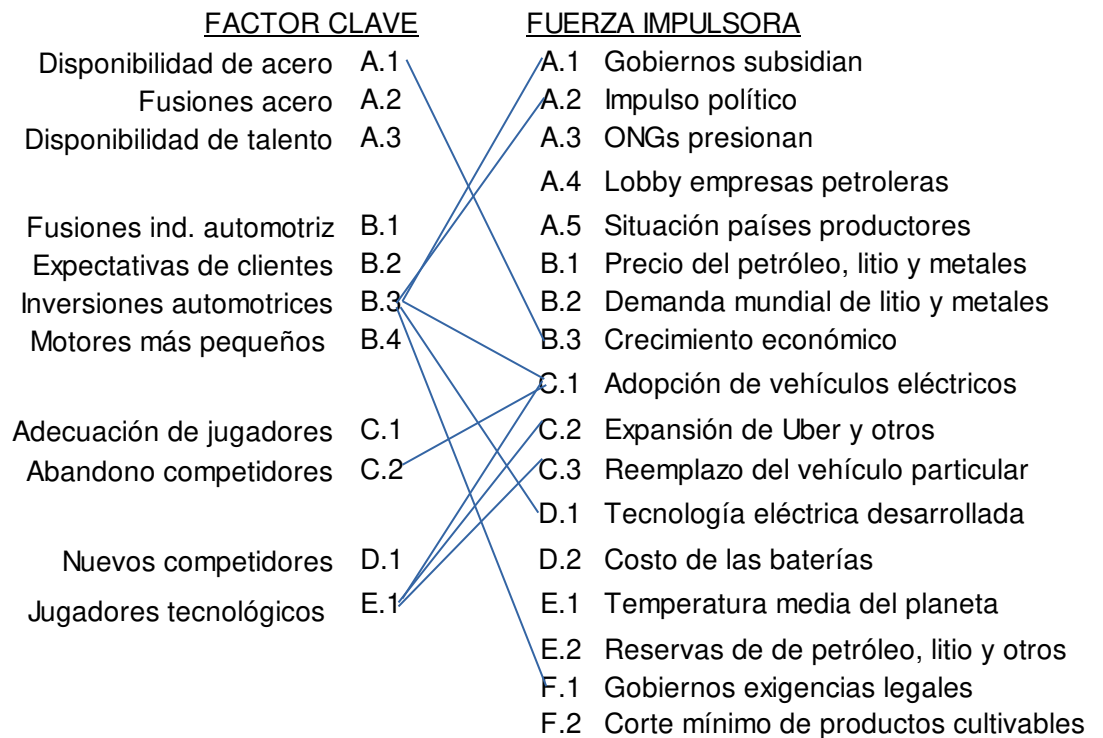 FACTOR CLAVE FUERZA IMPULSORA
Disponibilidad de acero A.1 A.1 Gobiernos subsidian
Fusiones acero A.2 A.2 Impulso político
Disponibilidad de talento A.3 A.3 ONGs presionan
A.4 Lobby empresas petroleras
Fusiones ind. automotriz B.1 A.5 Situación países productores
Expectativas de clientes B.2 B.1 Precio del petróleo, litio y metales
Inversiones automotrices B.3 B.2 Demanda mundial de litio y metales
Motores más pequeños B.4 B.3 Crecimiento económico
C.1 Adopción de vehículos eléctricos
Adecuación de jugadores C.1 C.2 Expansión de Uber y otros
Abandono competidores C.2 C.3 Reemplazo del vehículo particular
D.1 Tecnología eléctrica desarrollada
Nuevos competidores D.1 D.2 Costo de las baterías
Jugadores tecnológicos E.1 E.1 Temperatura media del planeta
E.2 Reservas de de petróleo, litio y otros
F.1 Gobiernos exigencias legales
F.2 Corte mínimo de productos cultivables